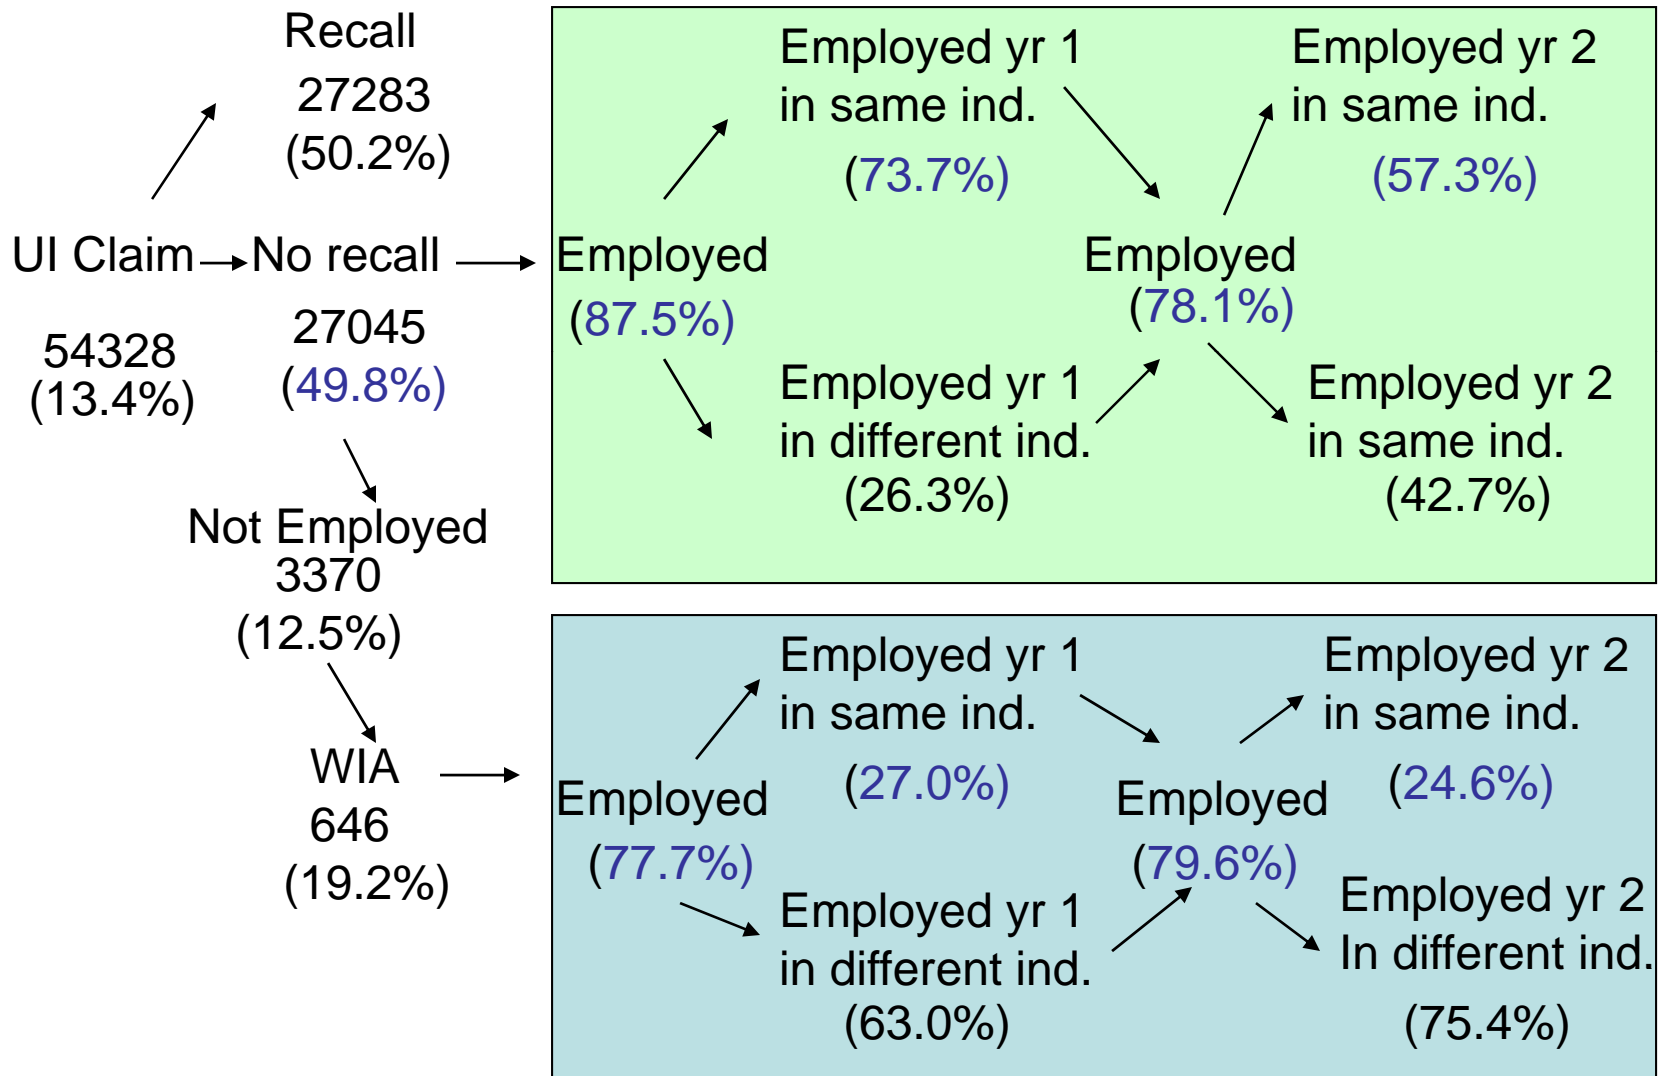 Recall
27283
(50.2%)
UI Claim
54328
(13.4%)
No recall
27045
(49.8%)
Not Employed
3370
(12.5%)
WIA
646
(19.2%)
Employed
(87.5%)
Employed yr 1
in same ind.
(73.7%)
Employed yr 1
in different ind.
(26.3%)
Employed
(78.1%)
Employed yr 2
in same ind.
(57.3%)
Employed yr 2
in same ind.
(42.7%)
Employed
(77.7%)
Employed yr 1
in same ind.
(27.0%)
Employed yr 1
in different ind.
(63.0%)
Employed
(79.6%)
Employed yr 2
in same ind.
(24.6%)
Employed yr 2
In different ind.
(75.4%)